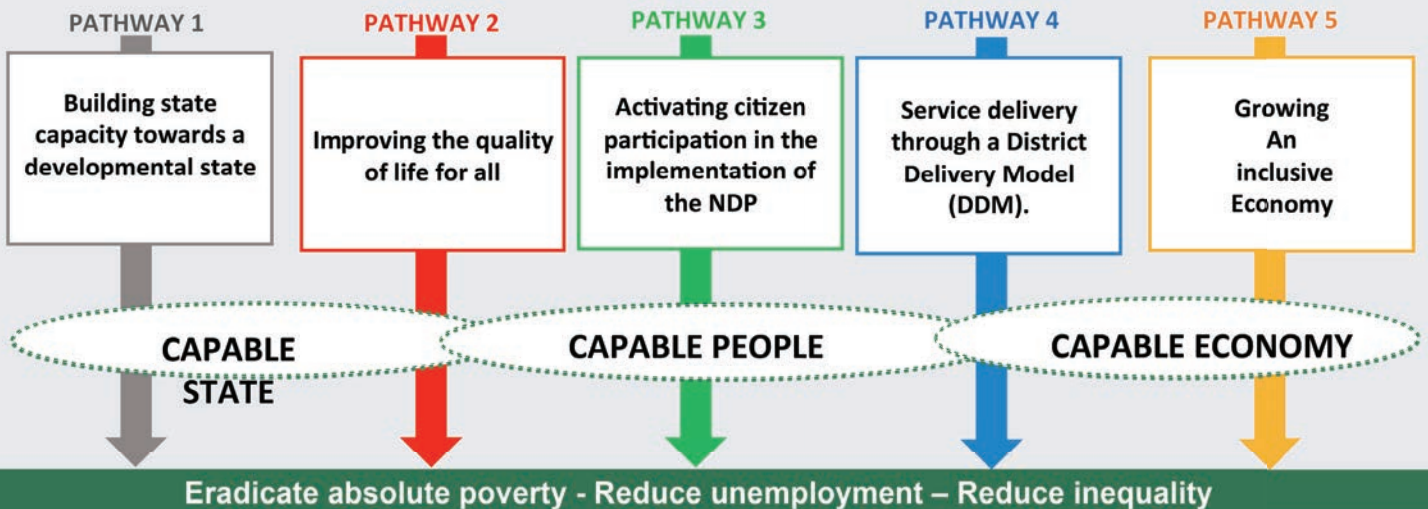 PATHWAY 1
Building state
capacity towards a
developmental state
PATHWAY 2
Improving the quality
of life for all
PATHWAY 3
Activating citizen
participation in the
implementation of
the NDP
PATHWAY 4
Service delivery
through a District
Delivery Model
(DDM).
PATHWAY 5
Growing
An
inclusive
Economy
CAPABLE
STATE
CAPABLE PEOPLE
CAPABLE ECONOMY
Eradicate absolute poverty - Reduce unemployment – Reduce inequality